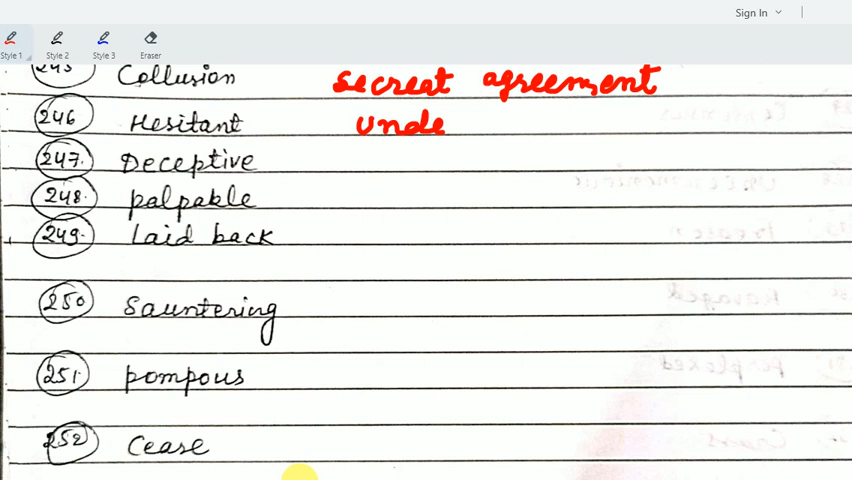 Sign In
Style 1 Style 2 Style 3 Eraser
245 Collusion secreat agreement
246 Hesitant unde
247. Deceptive
248. palpable
249. laid back
250 Sauntering
251. pompous
252 Cease